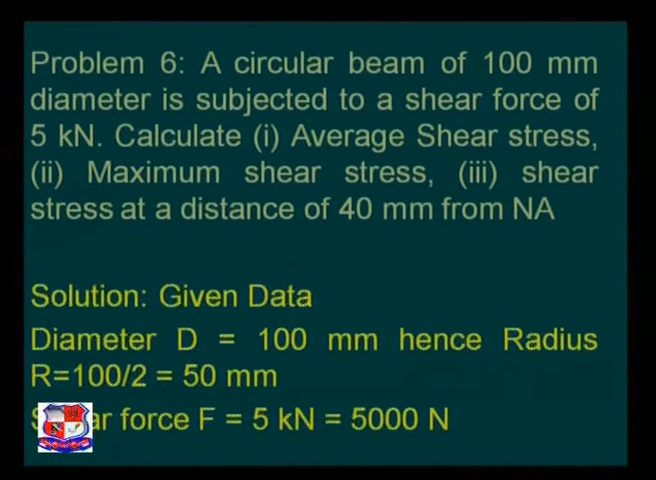 Problem 6: A circular beam of 100 mm
diameter is subjected to a shear force of
5 kN. Calculate (i) Average Shear stress,
(ii) Maximum shear stress, (iii) shear
stress at a distance of 40 mm from NA
Solution: Given Data
Diameter D = 100 mm hence Radius
R=100/2 = 50 mm
force F = 5 kN = 5000 N